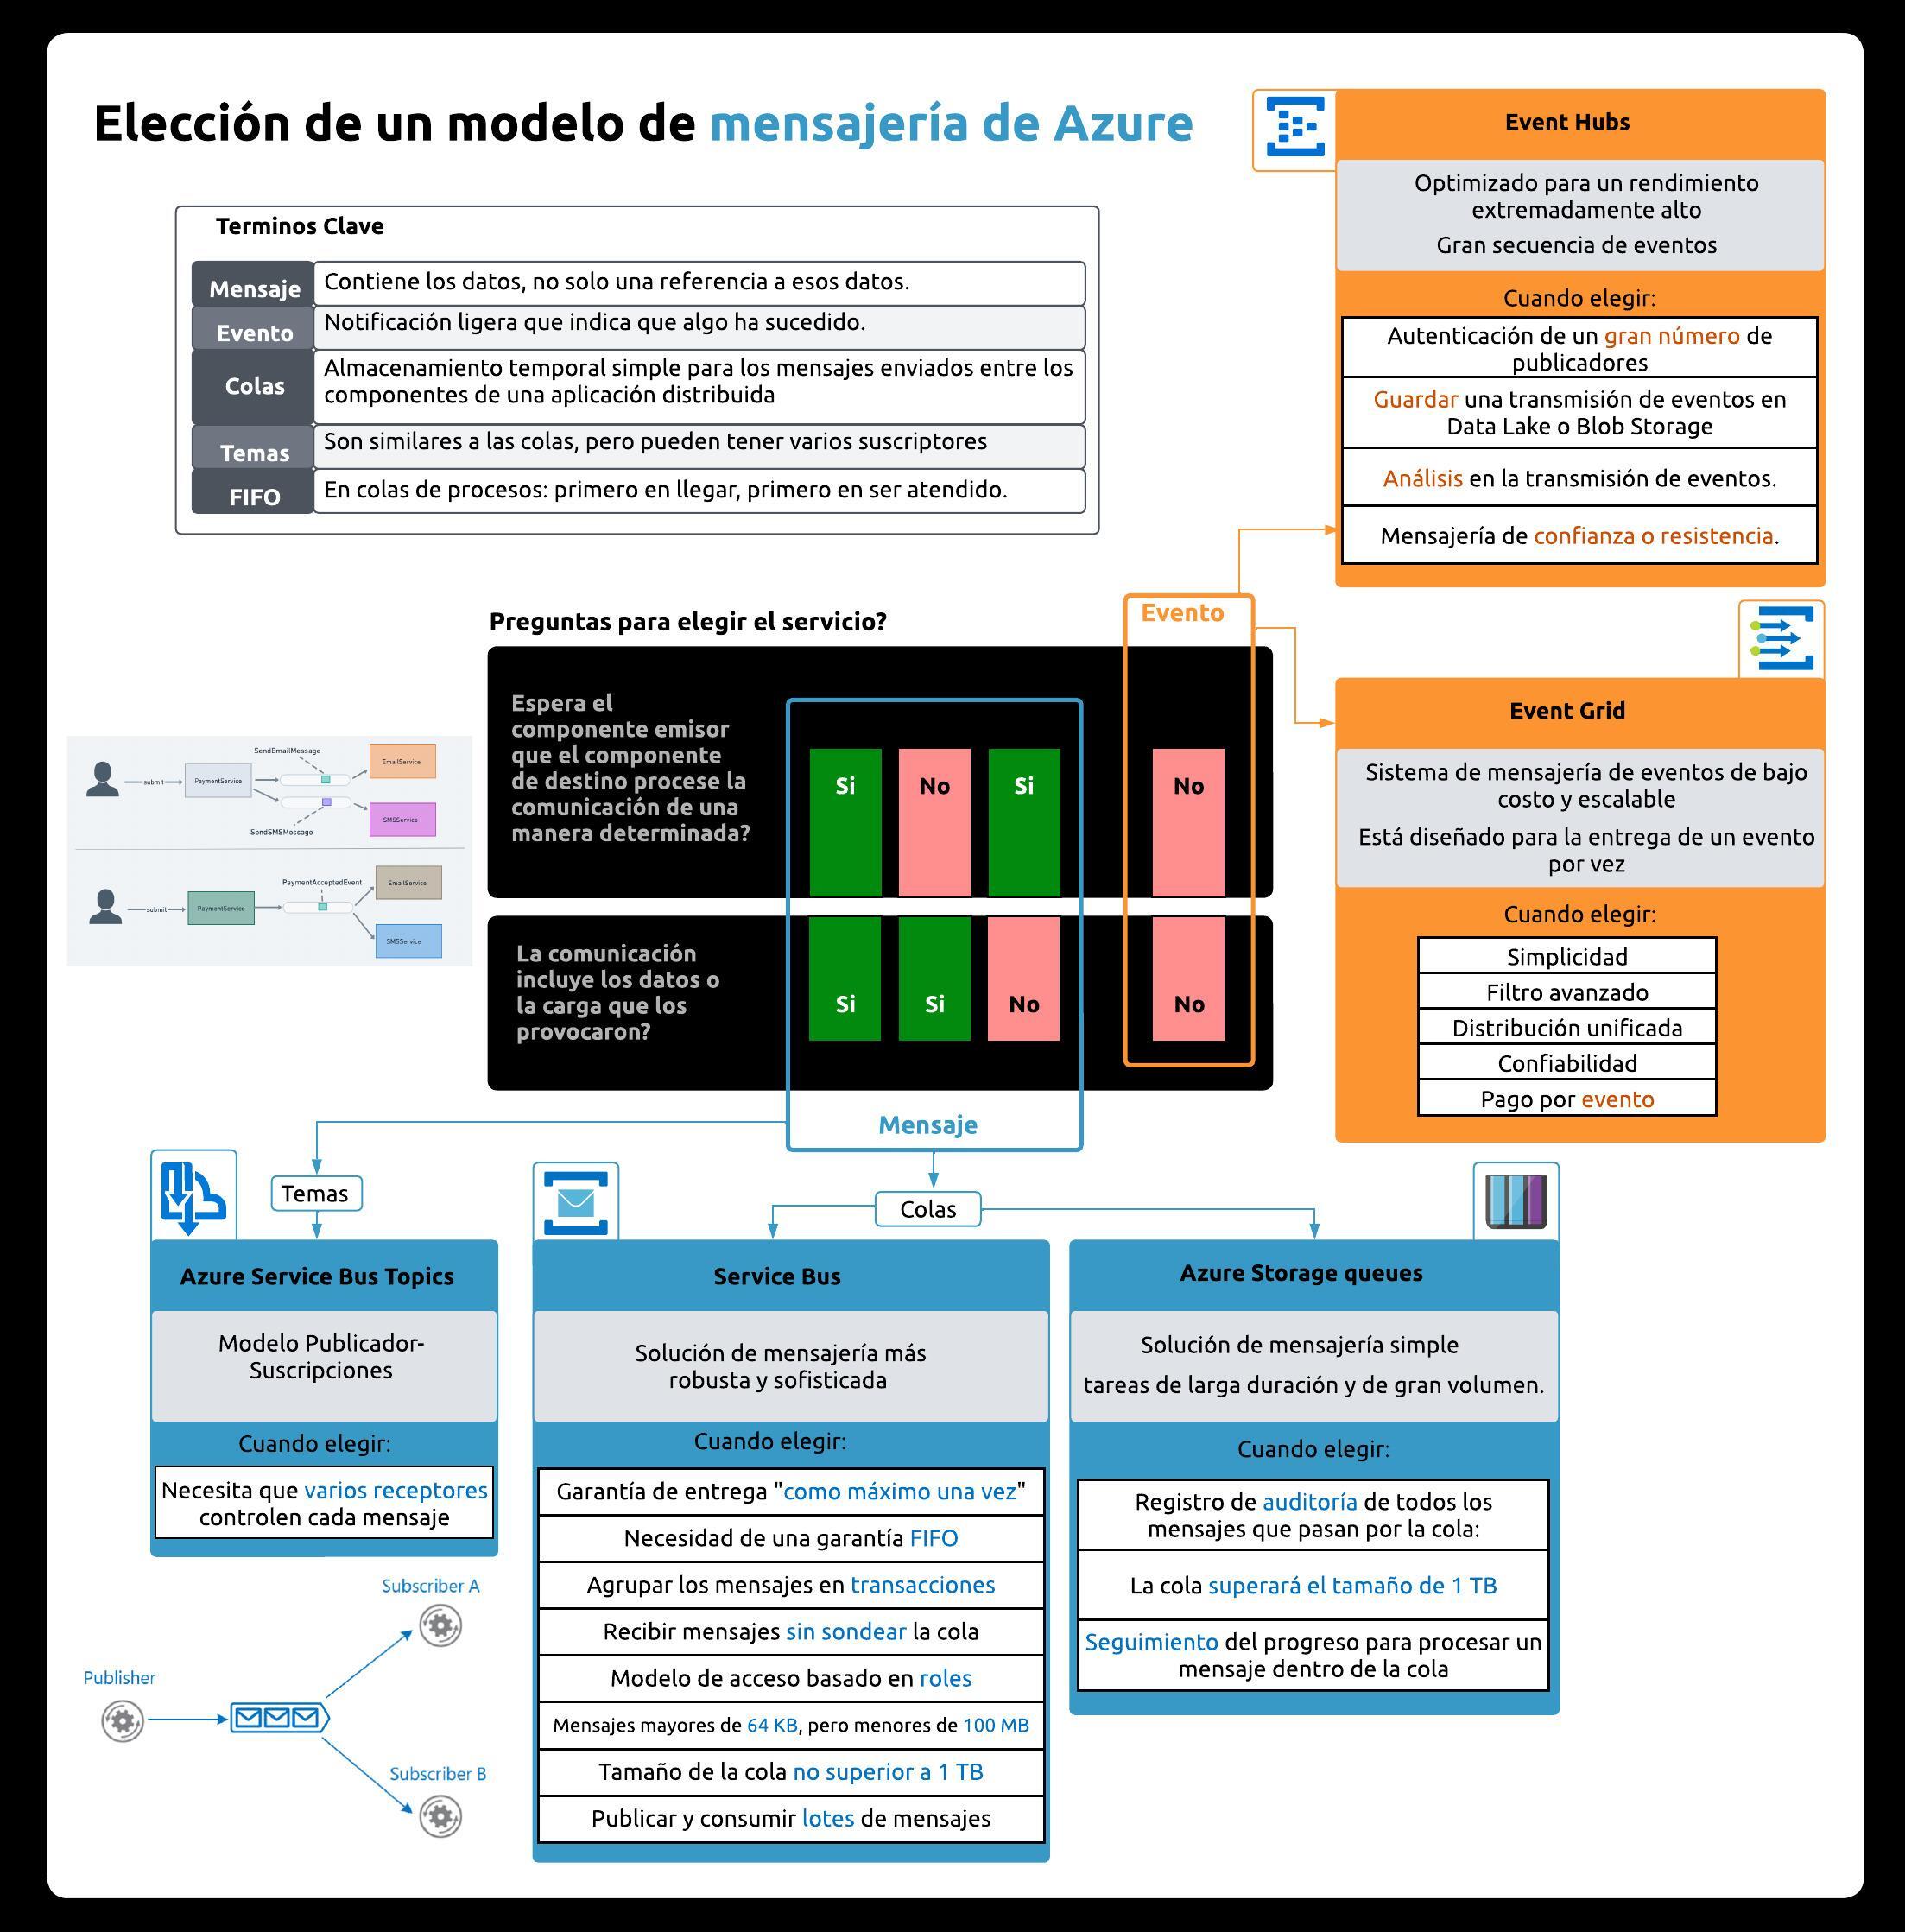 Elección de un modelo de mensajería de Azure
Terminos Clave
Mensaje
Contiene los datos, no solo una referencia a esos datos.
Evento
Notificación ligera que indica que algo ha sucedido.
Colas
Almacenamiento temporal simple para los mensajes enviados entre los
componentes de una aplicación distribuida
Temas
Son similares a las colas, pero pueden tener varios suscriptores
FIFO
En colas de procesos: primero en llegar, primero en ser atendido.
Event Hubs
Optimizado para un rendimiento
extremadamente alto
Gran secuencia de eventos
Cuando elegir:
Autenticación de un gran número de
publicadores
Guardar una transmisión de eventos en
Data Lake o Blob Storage
Análisis en la transmisión de eventos.
Mensajería de confianza o resistencia.
Preguntas para elegir el servicio?
Evento
Espera el
componente emisor
que el componente
de destino procese la
comunicación de una
manera determinada?
Si
No
Si
No
La comunicación
incluye los datos o
la carga que los
provocaron?
Si
Si
No
No
Mensaje
SendEmailMessage
EmailService
submit
PaymentService
SMSService
SendSMSMessage
PaymentAcceptedEvent
EmailService
submit
PaymentService
SMSService
Event Grid
Sistema de mensajería de eventos de bajo
costo y escalable
Está diseñado para la entrega de un evento
por vez
Cuando elegir:
Simplicidad
Filtro avanzado
Distribución unificada
Confiabilidad
Pago por evento
Temas
Colas
Azure Service Bus Topics
Modelo Publicador-
Suscripciones
Cuando elegir:
Necesita que varios receptores
controlen cada mensaje
Subscriber A
Publisher
Subscriber B
Service Bus
Solución de mensajería más
robusta y sofisticada
Cuando elegir:
Garantía de entrega "como máximo una vez"
Necesidad de una garantía FIFO
Agrupar los mensajes en transacciones
Recibir mensajes sin sondear la cola
Modelo de acceso basado en roles
Mensajes mayores de 64 KB, pero menores de 100 MB
Tamaño de la cola no superior a 1 TB
Publicar y consumir lotes de mensajes
Azure Storage queues
Solución de mensajería simple
tareas de larga duración y de gran volumen.
Cuando elegir:
Registro de auditoría de todos los
mensajes que pasan por la cola:
La cola superará el tamaño de 1 TB
Seguimiento del progreso para procesar un
mensaje dentro de la cola